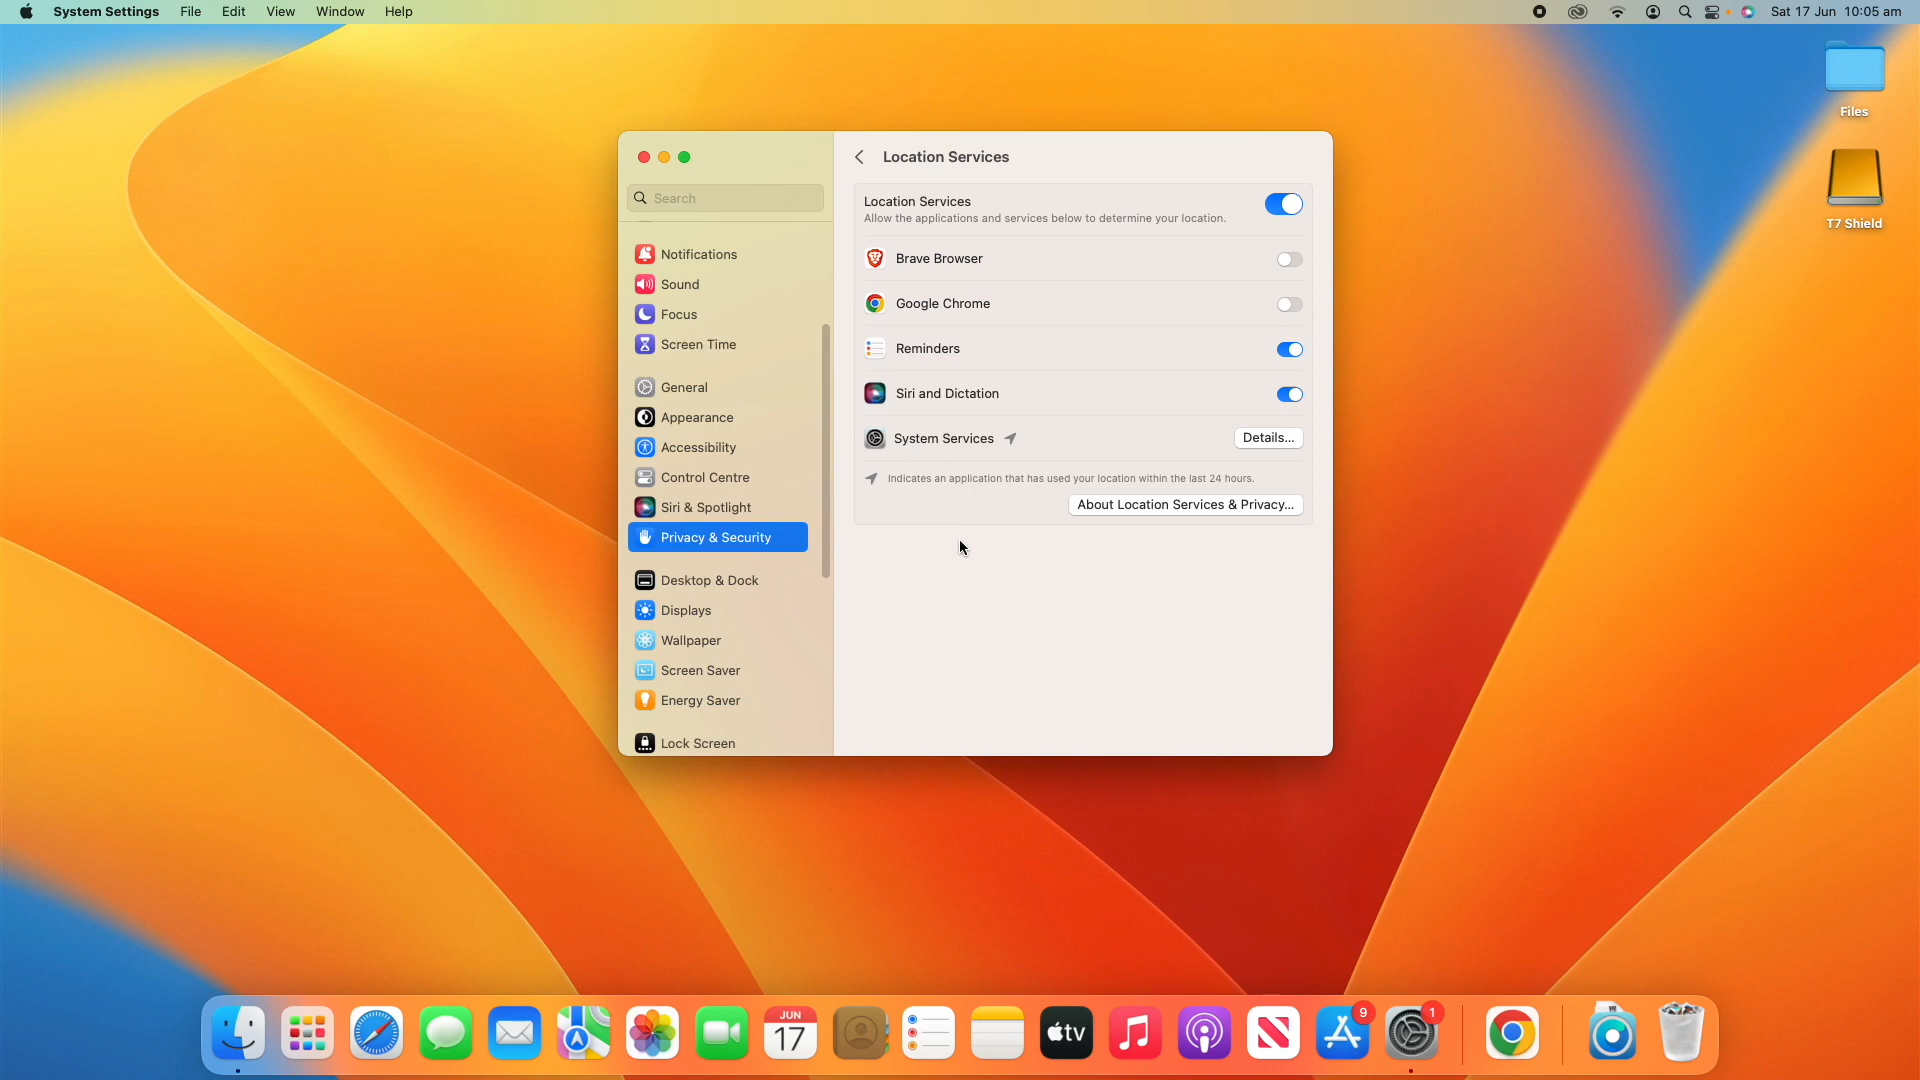 System Settings File Edit View Window Help Sat 17 Jun 10:05 am
Files
T7 Shield
Search
Notifications
Sound
Focus
Screen Time
General
Appearance
Accessibility
Control Centre
Siri & Spotlight
Privacy & Security
Desktop & Dock
Displays
Wallpaper
Screen Saver
Energy Saver
Lock Screen
Location Services
Location Services
Allow the applications and services below to determine your location.
Brave Browser
Google Chrome
Reminders
Siri and Dictation
System Services Details...
Indicates an application that has used your location within the last 24 hours.
About Location Services & Privacy...
JUN
17
tv
9
1